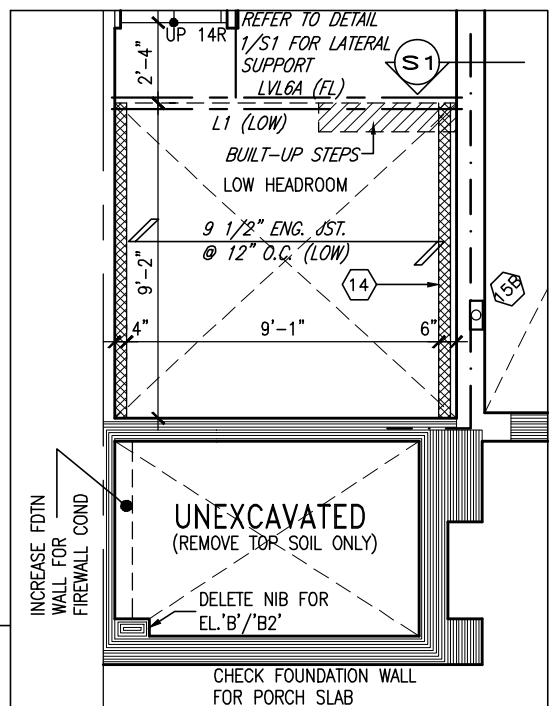 UP 14R
REFER TO DETAIL
1/S1 FOR LATERAL
SUPPORT
S1
2'-4"
LVL6A (FL)
L1 (LOW)
BUILT-UP STEPS
LOW HEADROOM
9 1/2" ENG. JST.
@ 12" O.C. (LOW)
14
15B
9'-2"
4"
9'-1"
6"
UNEXCAVATED
(REMOVE TOP SOIL ONLY)
INCREASE FDTN
WALL FOR
FIREWALL COND
DELETE NIB FOR
EL.'B'/'B2'
CHECK FOUNDATION WALL
FOR PORCH SLAB